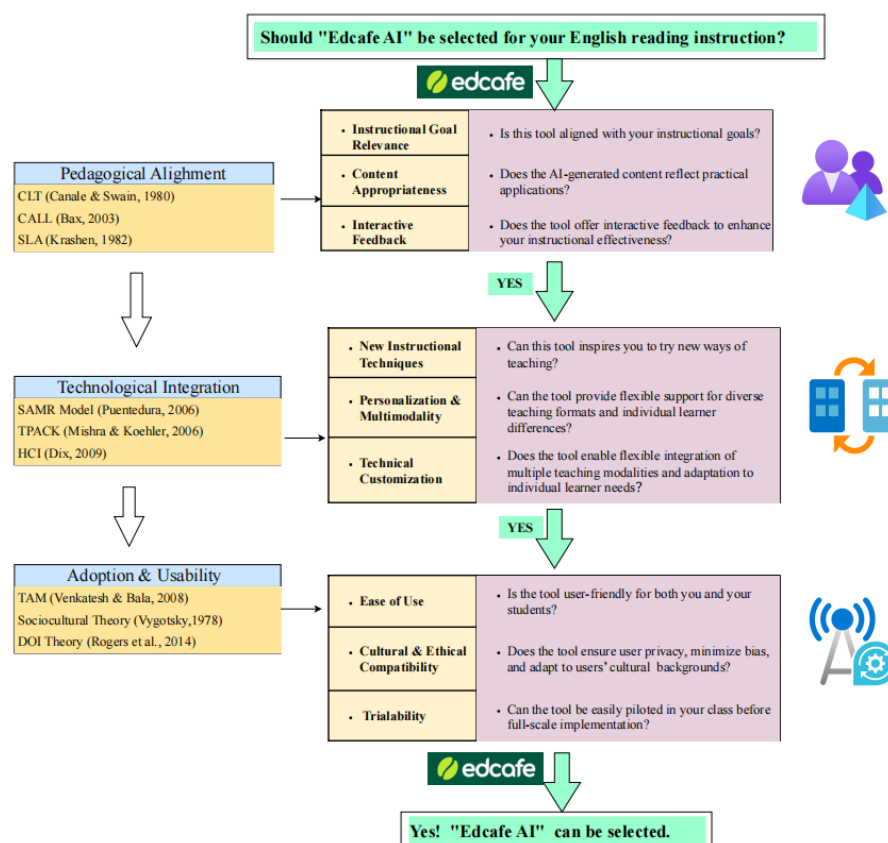 Should "Edcafe AI" be selected for your English reading instruction?
edcafe
Pedagogical Alighment
CLT (Canale & Swain, 1980)
CALL (Bax, 2003)
SLA (Krashen, 1982)
• Instructional Goal
Relevance
• Is this tool aligned with your instructional goals?
• Content
Appropriateness
• Does the AI-generated content reflect practical
applications?
• Interactive
Feedback
• Does the tool offer interactive feedback to enhance
your instructional effectiveness?
YES
Technological Integration
SAMR Model (Puentedura, 2006)
TPACK (Mishra & Koehler, 2006)
HCI (Dix, 2009)
• New Instructional
Techniques
• Can this tool inspires you to try new ways of
teaching?
• Personalization &
Multimodality
• Can the tool provide flexible support for diverse
teaching formats and individual learner
differences?
• Technical
Customization
• Does the tool enable flexible integration of
multiple teaching modalities and adaptation to
individual learner needs?
YES
Adoption & Usability
TAM (Venkatesh & Bala, 2008)
Sociocultural Theory (Vygotsky,1978)
DOI Theory (Rogers et al., 2014)
• Ease of Use
• Is the tool user-friendly for both you and your
students?
• Cultural & Ethical
Compatibility
• Does the tool ensure user privacy, minimize bias,
and adapt to users' cultural backgrounds?
• Trialability
• Can the tool be easily piloted in your class before
full-scale implementation?
edcafe
Yes! "Edcafe AI" can be selected.